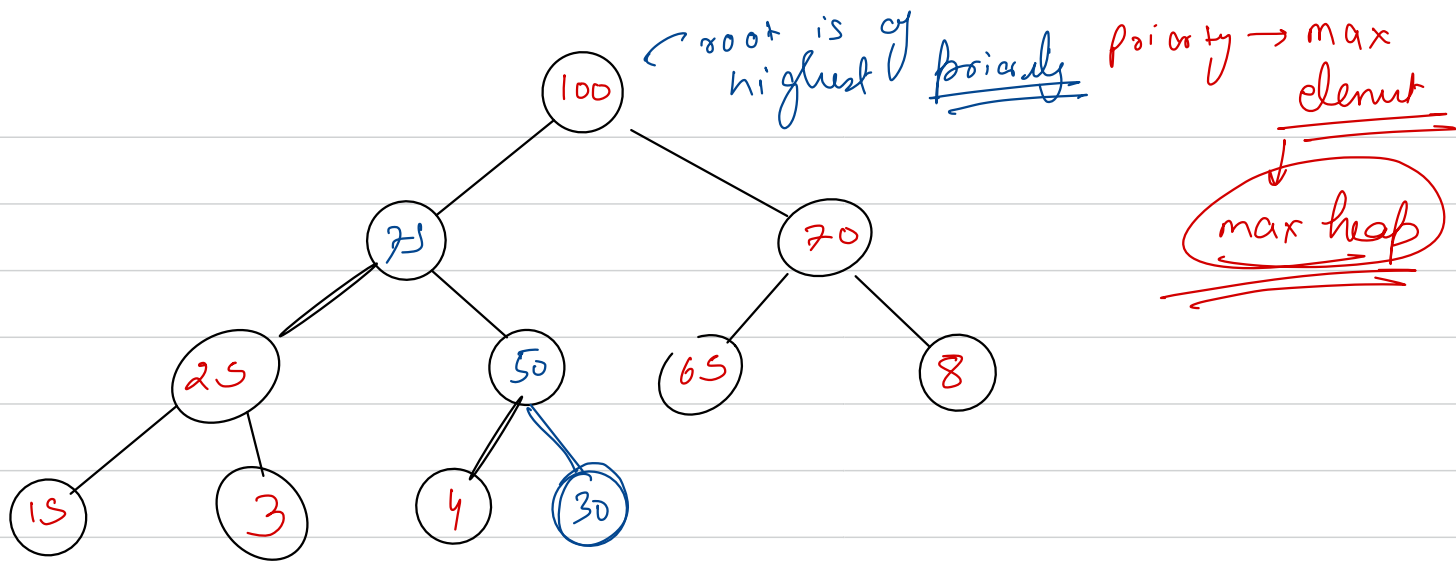 root is of
highest priority
priority → max
element
max heap
100
75
70
25
50
65
8
15
3
4
30